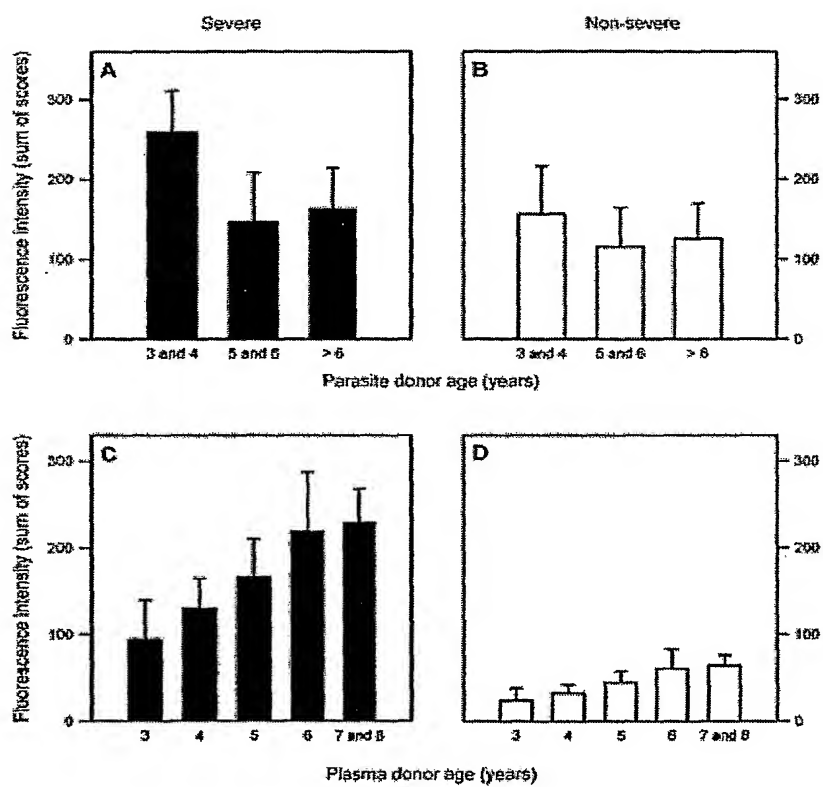 Severe
Non-severe
A
B
Fluorescence intensity (sum of scores)
300
200
100
0
300
200
100
0
3 and 4
5 and 6
> 6
3 and 4
5 and 6
> 6
Parasite donor age (years)
C
D
Fluorescence intensity (sum of scores)
300
200
100
0
300
200
100
0
3
4
5
6
7 and 8
3
4
5
6
7 and 8
Plasma donor age (years)